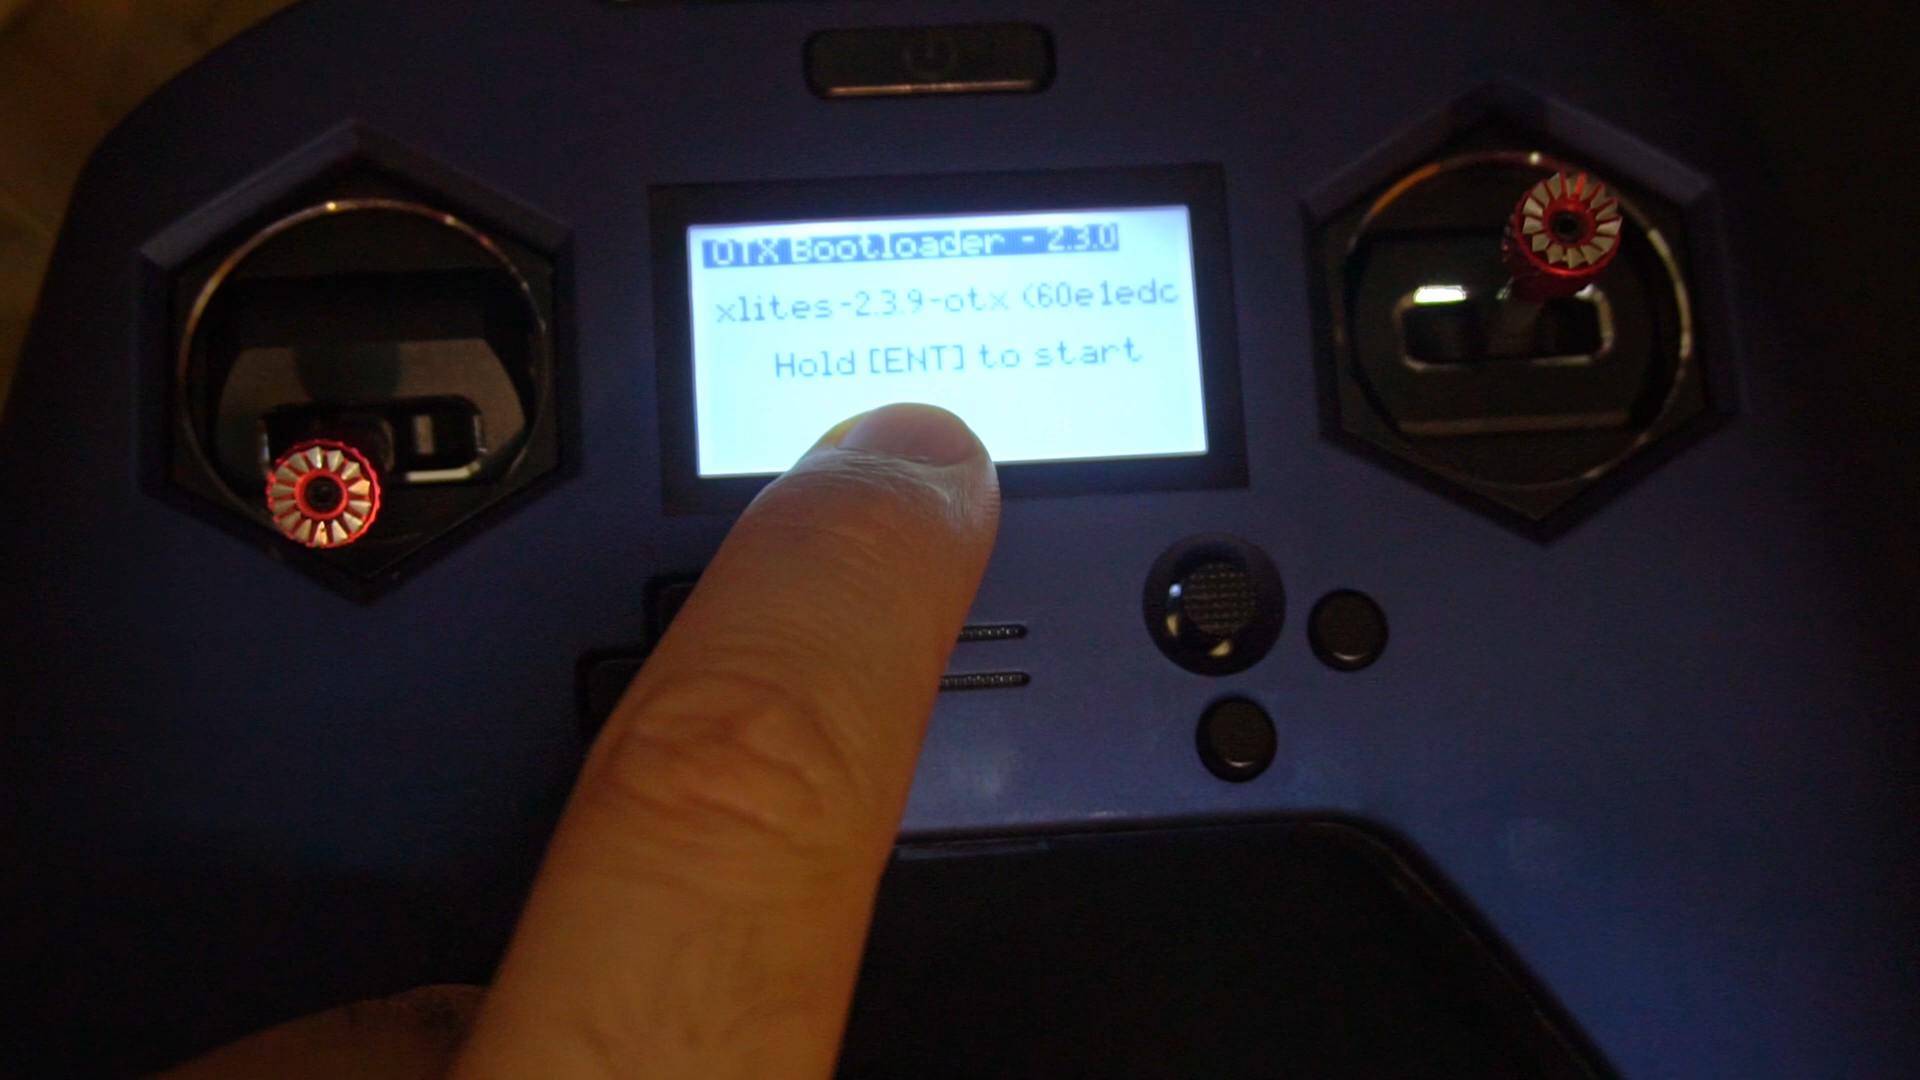 OTX Bootloader - 2.3.0
xlites-2.3.9-otx (60e1edc
Hold [ENT] to start